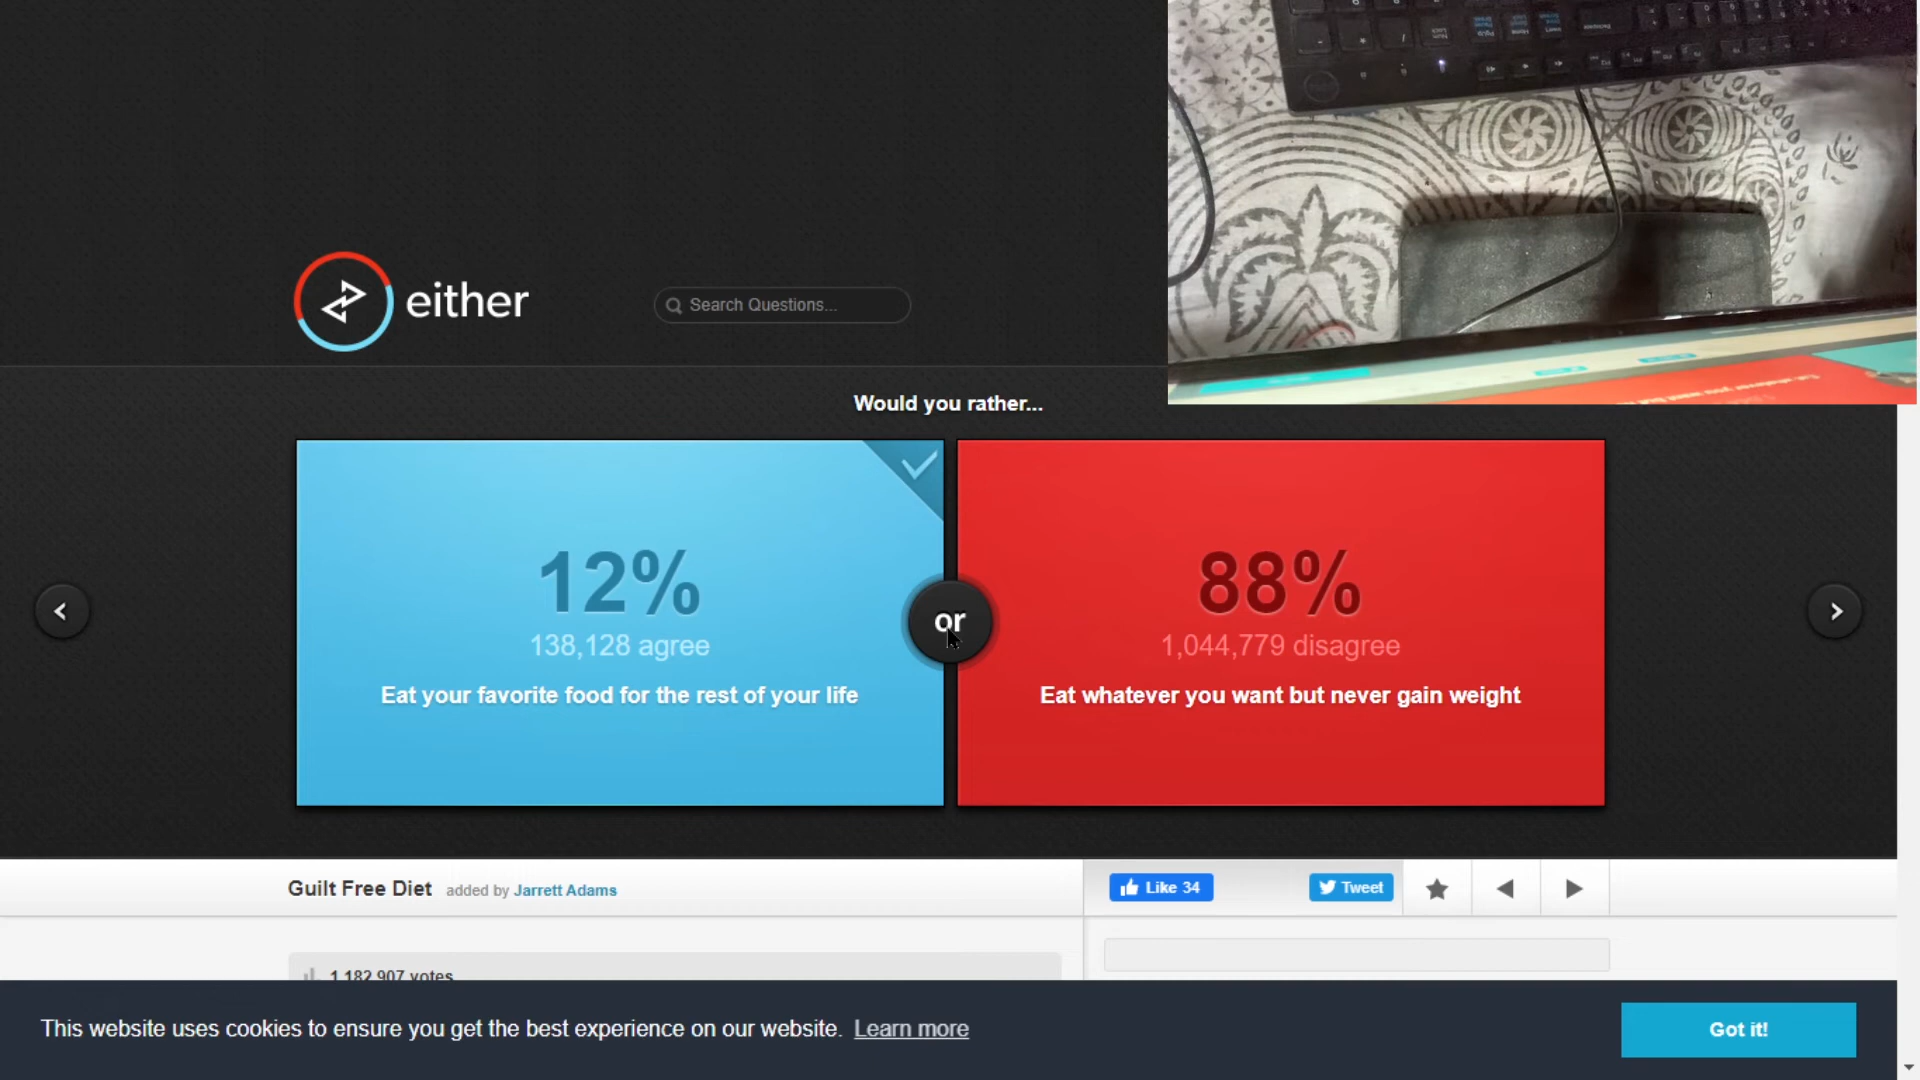 either
Search Questions...
Would you rather...
12%
138,128 agree
Eat your favorite food for the rest of your life
or
88%
1,044,779 disagree
Eat whatever you want but never gain weight
Guilt Free Diet added by Jarrett Adams
Like 34
Tweet
1,182,907 votes
This website uses cookies to ensure you get the best experience on our website. Learn more
Got it!